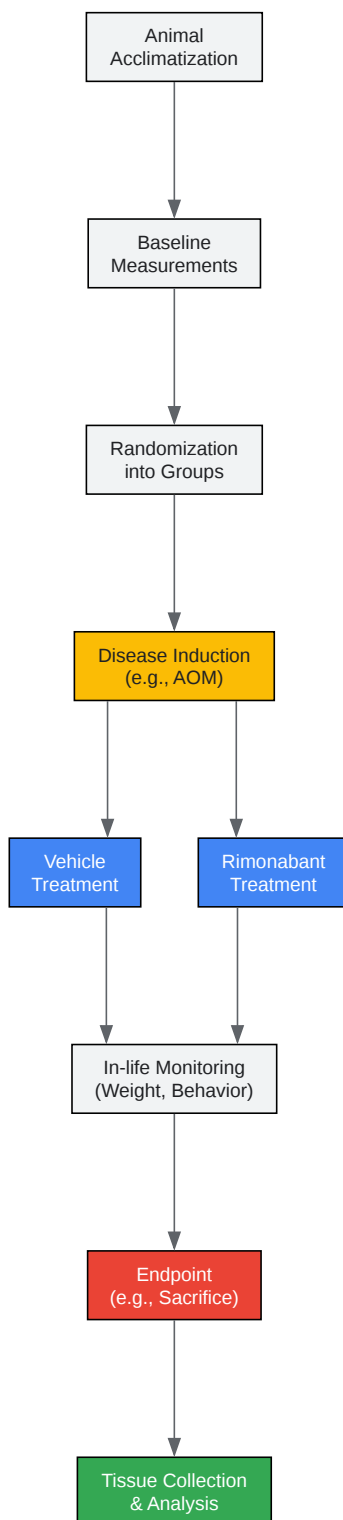 Animal
Acclimatization
Baseline
Measurements
Randomization
into Groups
Disease Induction
(e.g., AOM)
Vehicle
Treatment
Rimonabant
Treatment
In-life Monitoring
(Weight, Behavior)
Endpoint
(e.g., Sacrifice)
Tissue Collection
& Analysis